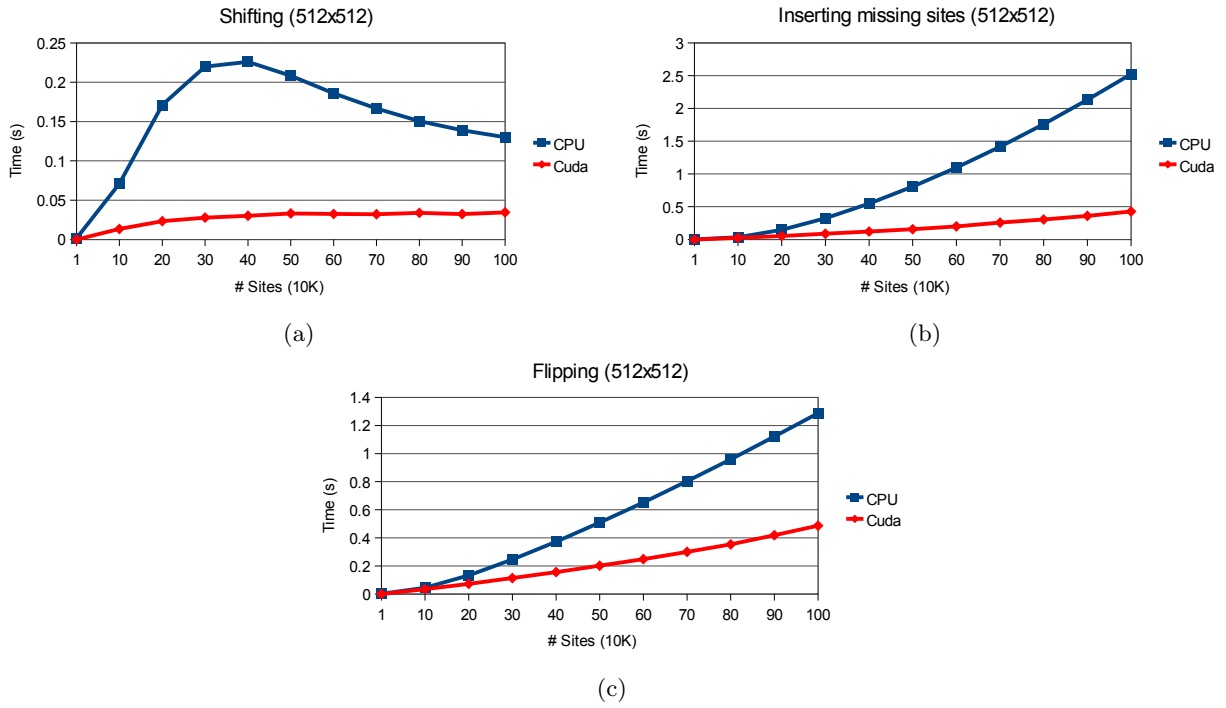 Shifting (512x512)
0.25
0.2
0.15
0.1
0.05
0
Time (s)
1 10 20 30 40 50 60 70 80 90 100
# Sites (10K)
CPU
Cuda
(a)
Inserting missing sites (512x512)
3
2.5
2
1.5
1
0.5
0
Time (s)
1 10 20 30 40 50 60 70 80 90 100
# Sites (10K)
CPU
Cuda
(b)
Flipping (512x512)
1.4
1.2
1
0.8
0.6
0.4
0.2
0
Time (s)
1 10 20 30 40 50 60 70 80 90 100
# Sites (10K)
CPU
Cuda
(c)